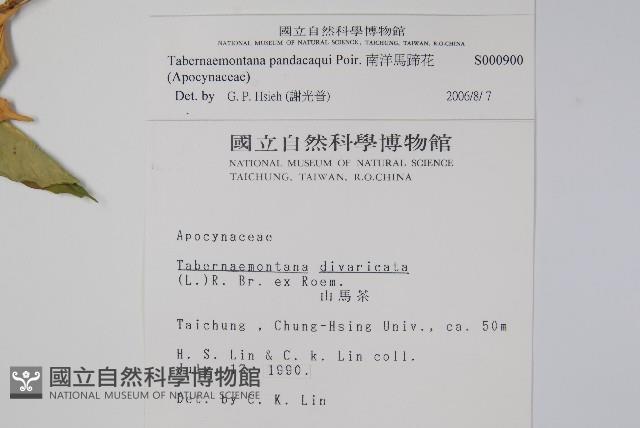 國立自然科學博物館
NATIONAL MUSEUM OF NATURAL SCIENCE, TAICHUNG, TAIWAN, R.O.CHINA
Tabernaemontana pandacaqui Poir. 南洋馬蹄花 S000900
(Apocynaceae)
Det. by G. P. Hsieh (謝光普) 2006/8/7
國立自然科學博物館
NATIONAL MUSEUM OF NATURAL SCIENCE
TAICHUNG, TAIWAN, R.O.CHINA
Apocynaceae
Tabernaemontana divaricata
(L.)R. Br. ex Roem.
山馬茶
Taichung , Chung-Hsing Univ., ca. 50m
H. S. Lin & C. k. Lin coll.
1990.
Det. by C. K. Lin
國立自然科學博物館
NATIONAL MUSEUM OF NATURAL SCIENCE